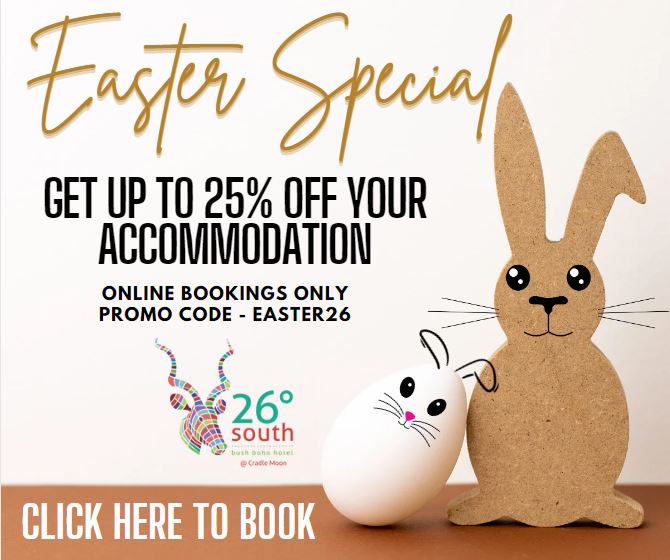 Easter Special
GET UP TO 25% OFF YOUR
ACCOMMODATION
ONLINE BOOKINGS ONLY
PROMO CODE - EASTER26
26°
south
bush boho hotel
@ Cradle Moon
CLICK HERE TO BOOK